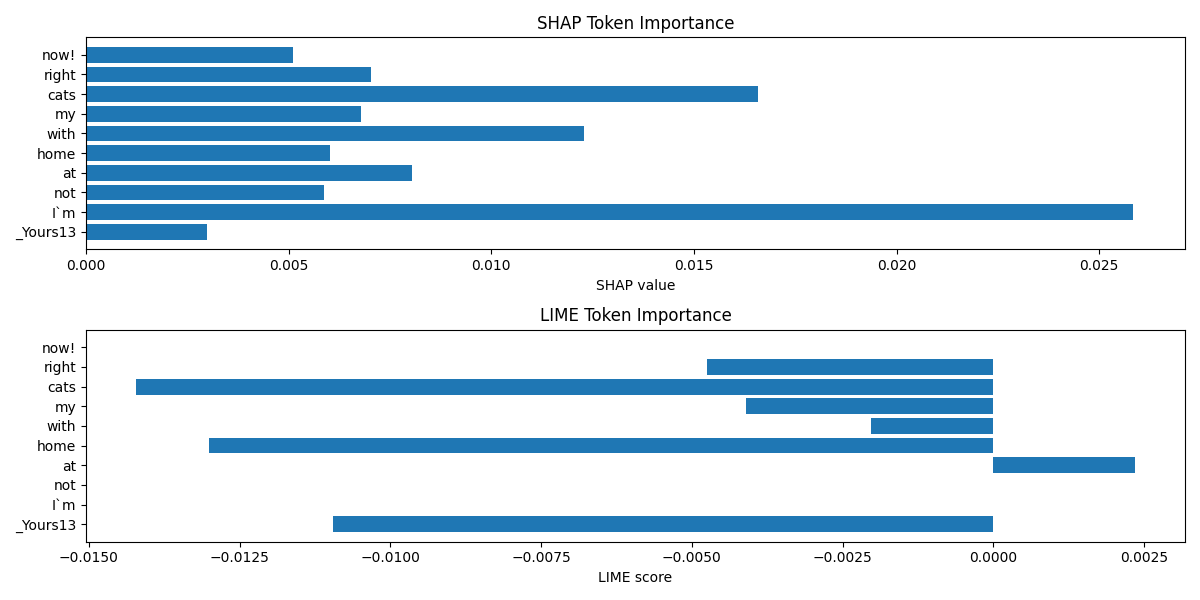 SHAP Token Importance
now!
right
cats
my
with
home
at
not
I`m
_Yours13
0.000 0.005 0.010 0.015 0.020 0.025
SHAP value
LIME Token Importance
now!
right
cats
my
with
home
at
not
I`m
_Yours13
−0.0150 −0.0125 −0.0100 −0.0075 −0.0050 −0.0025 0.0000 0.0025
LIME score